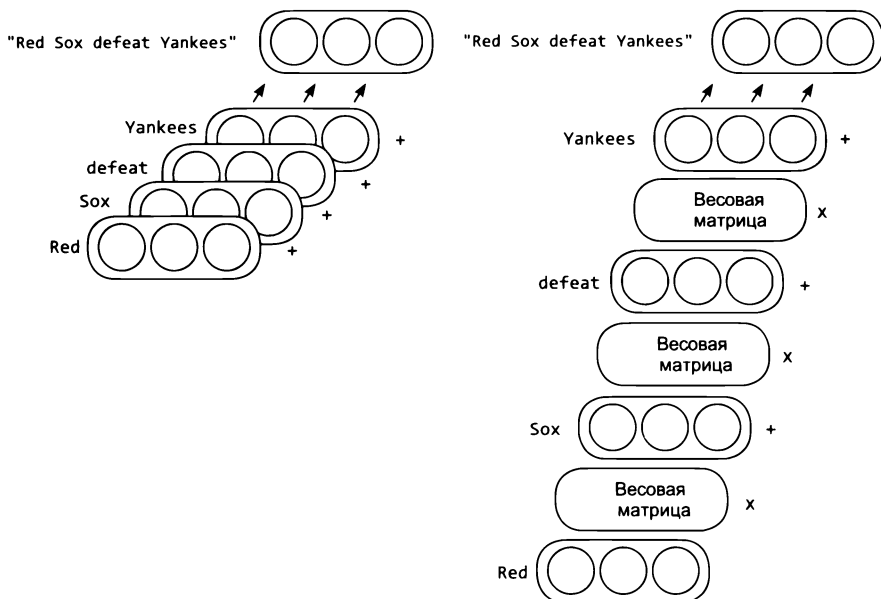 "Red Sox defeat Yankees"
Yankees
+
defeat
+
Sox
+
Red
+
"Red Sox defeat Yankees"
Yankees
+
Весовая
матрица
x
defeat
+
Весовая
матрица
x
Sox
+
Весовая
матрица
x
Red